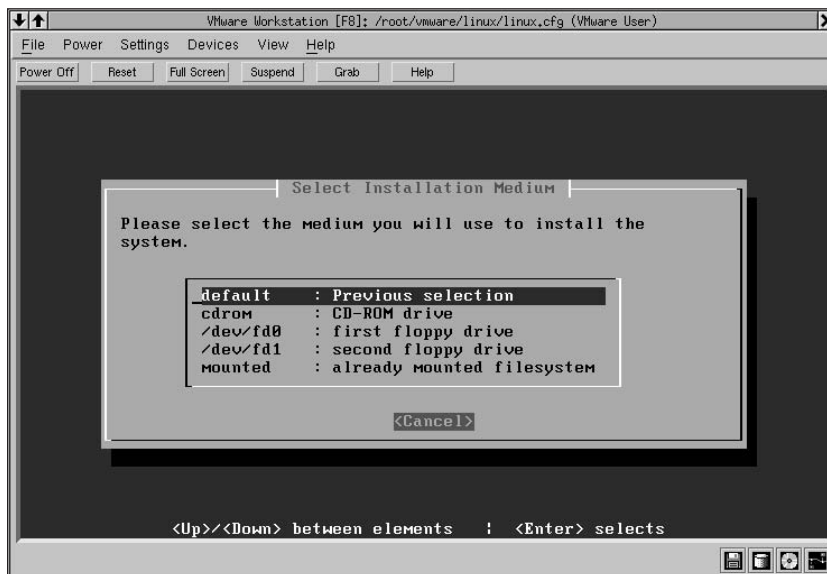 VMware Workstation [F8]: /root/vmware/linux/linux.cfg (VMware User)
File Power Settings Devices View Help
Power Off Reset Full Screen Suspend Grab Help
Select Installation Medium
Please select the medium you will use to install the
system.
default : Previous selection
cdrom : CD-ROM drive
/dev/fd0 : first floppy drive
/dev/fd1 : second floppy drive
mounted : already mounted filesystem
<Cancel>
<Up>/<Down> between elements ¦ <Enter> selects